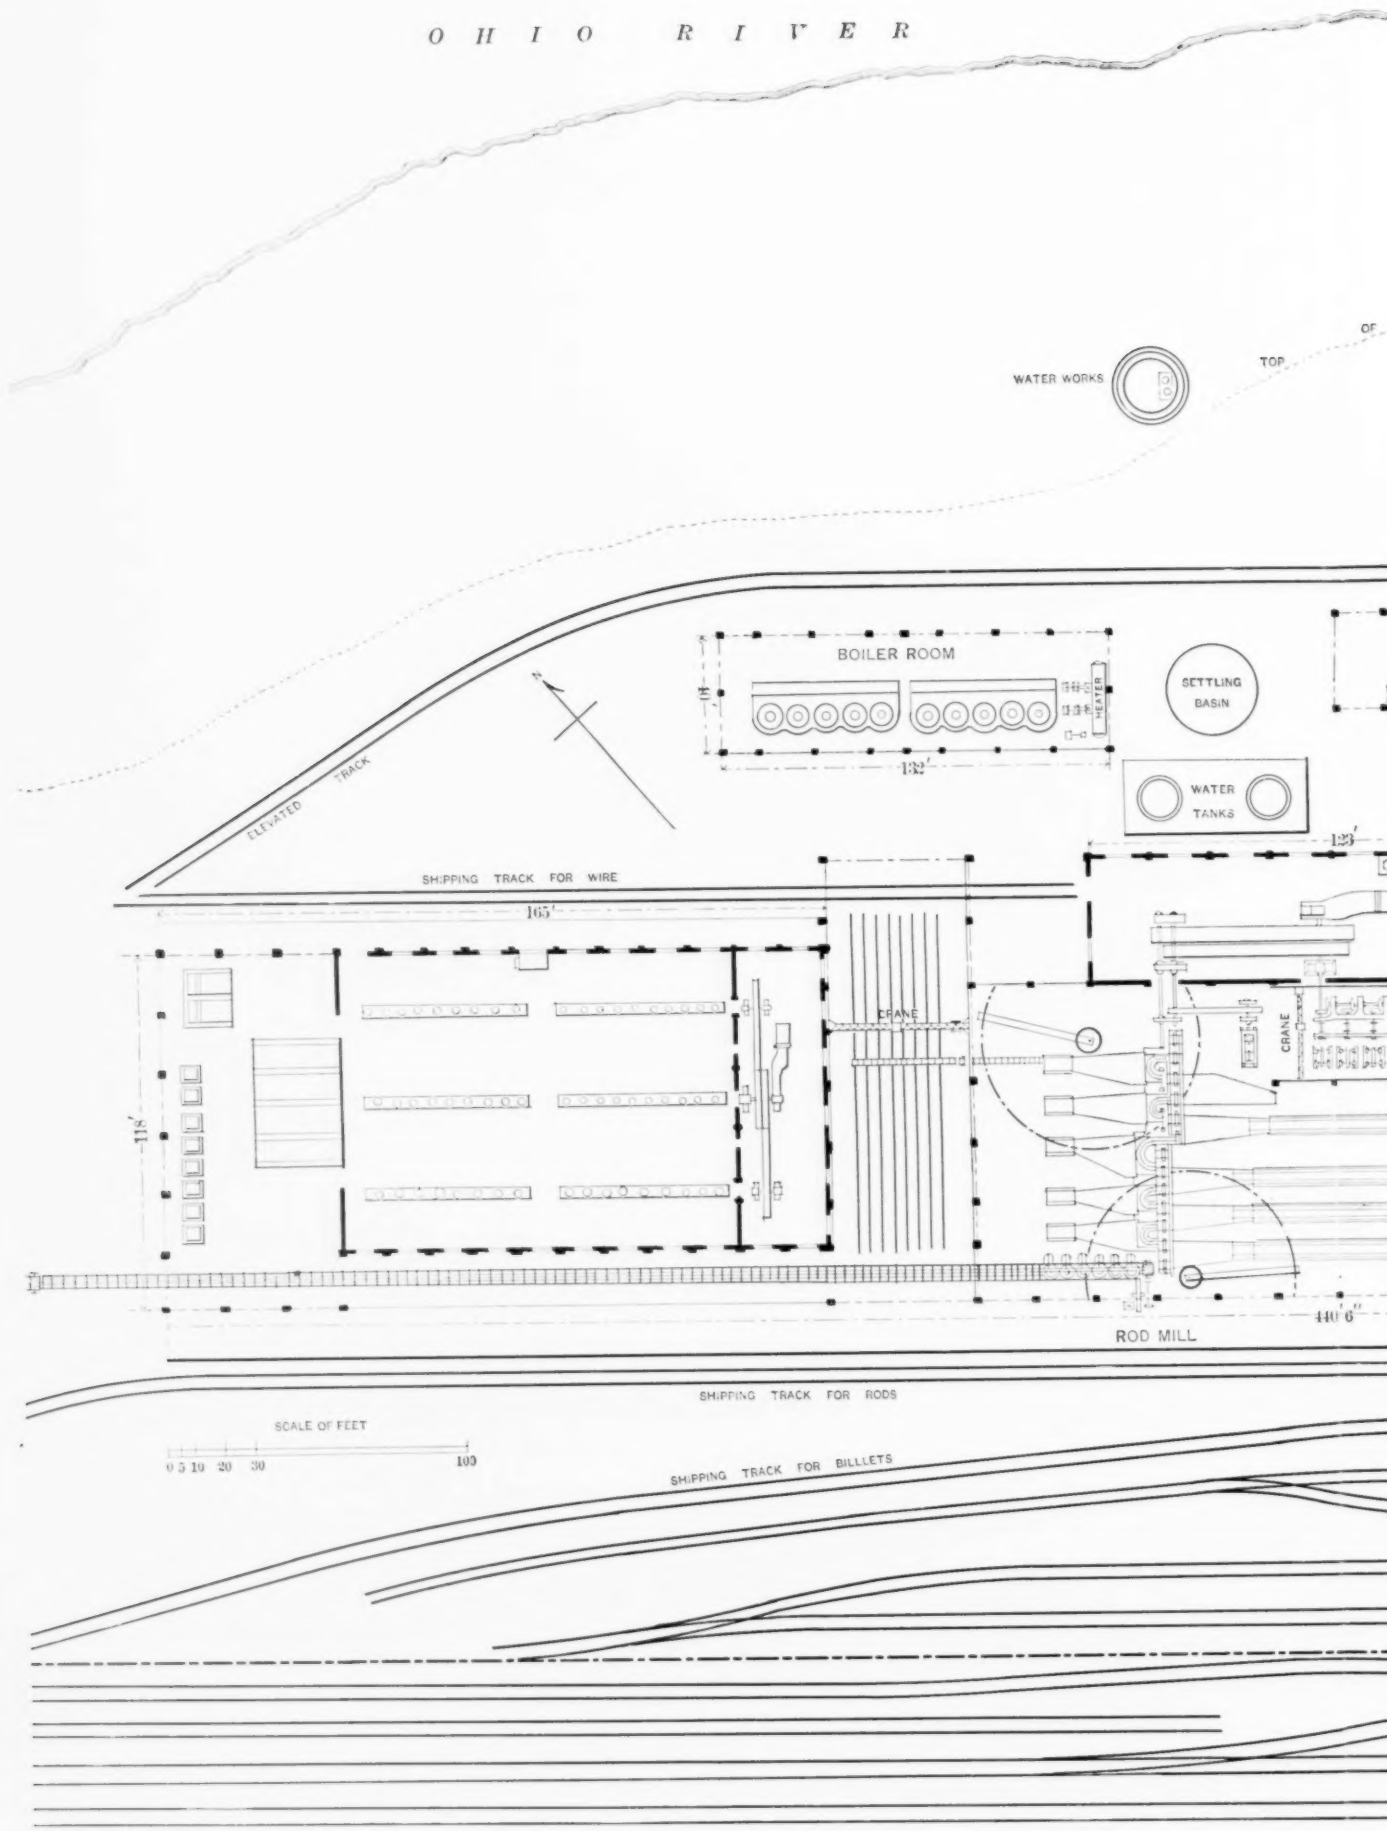 OHIO RIVER
OF
TOP
WATER WORKS
BOILER ROOM
40'
HEATER
SETTLING
BASIN
132'
WATER
TANKS
ELEVATED TRACK
N
123'
SHIPPING TRACK FOR WIRE
165'
CRANE
CRANE
118'
440'6"
ROD MILL
SHIPPING TRACK FOR RODS
SCALE OF FEET
0 5 10 20 30 100
SHIPPING TRACK FOR BILLLETS